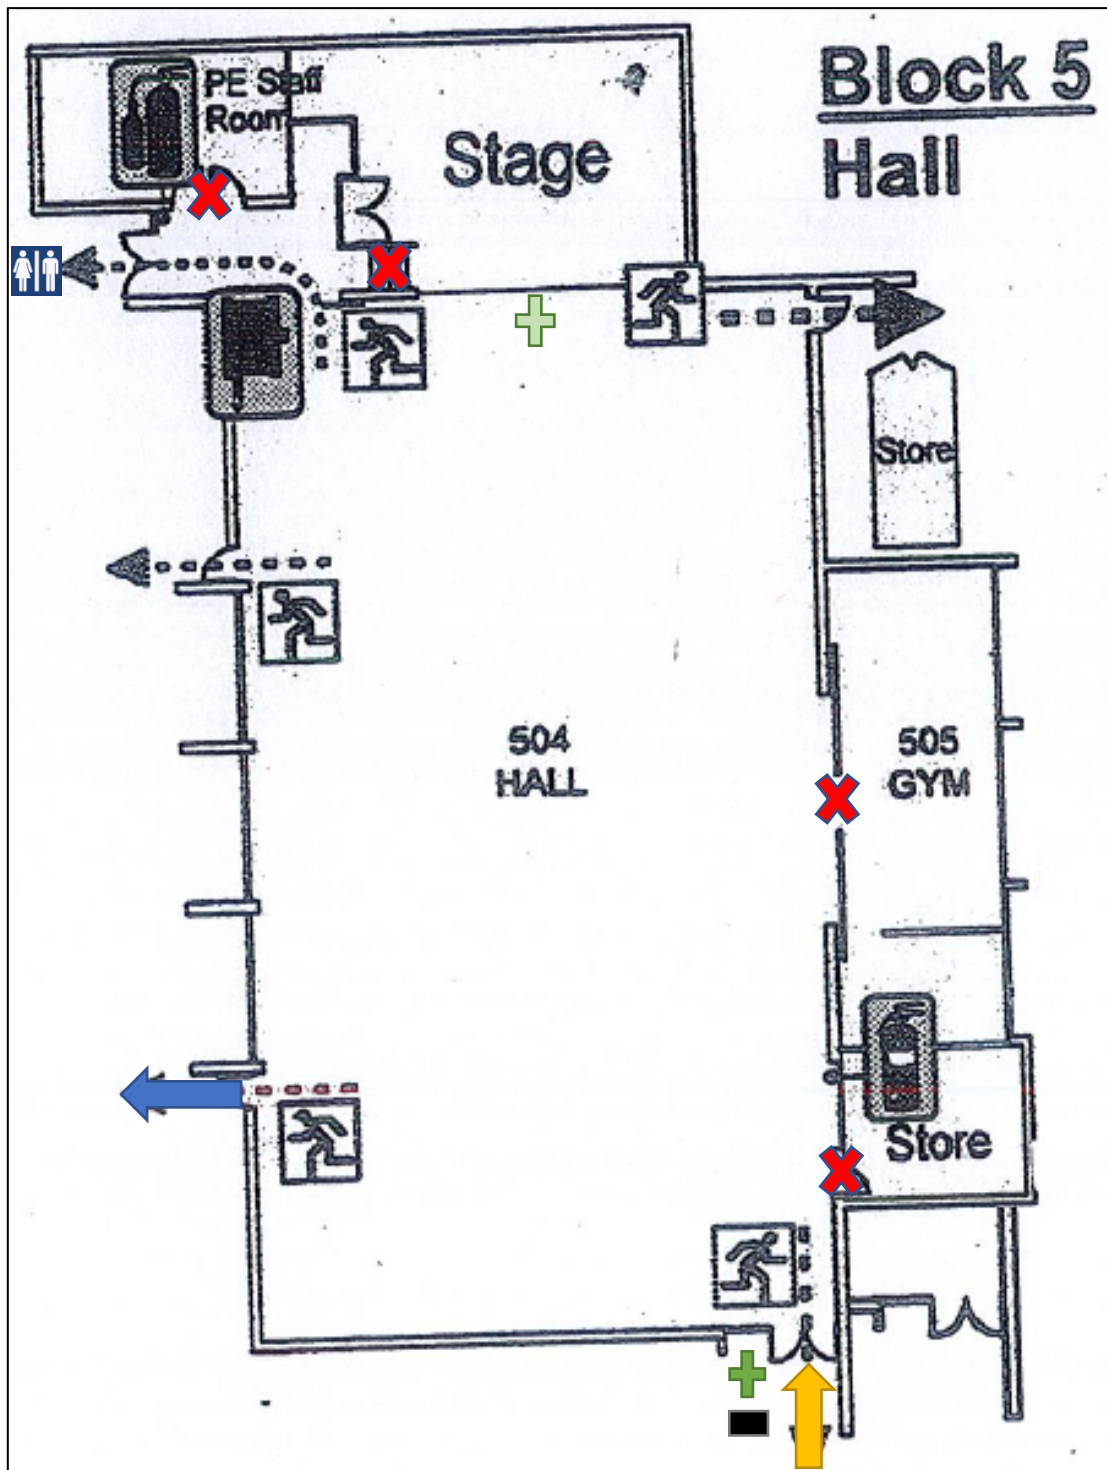 Block 5
Hall
PE Staff
Room
Stage
Store
504
HALL
505
GYM
Store